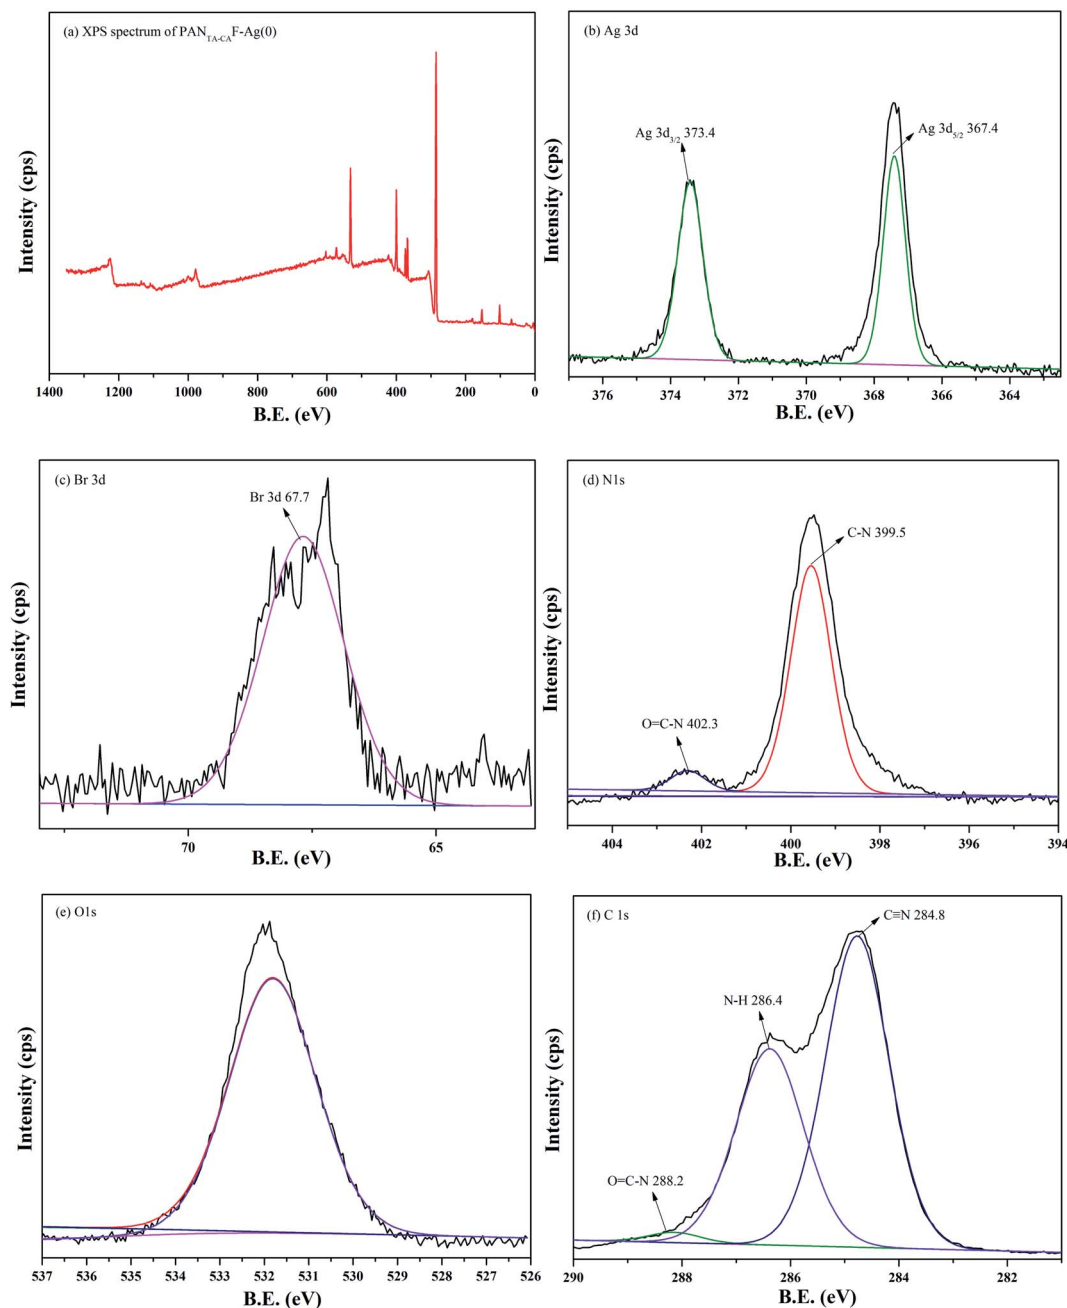 (a) XPS spectrum of PAN_TA-CA F-Ag(0)
Intensity (cps)
1400 1200 1000 800 600 400 200 0
B.E. (eV)
(b) Ag 3d
Ag 3d3/2 373.4
Ag 3d5/2 367.4
Intensity (cps)
376 374 372 370 368 366 364
B.E. (eV)
(c) Br 3d
Br 3d 67.7
Intensity (cps)
70 65
B.E. (eV)
(d) N1s
C-N 399.5
O=C-N 402.3
Intensity (cps)
404 402 400 398 396 394
B.E. (eV)
(e) O1s
Intensity (cps)
537 536 535 534 533 532 531 530 529 528 527 526
B.E. (eV)
(f) C 1s
C≡N 284.8
N-H 286.4
O=C-N 288.2
Intensity (cps)
290 288 286 284 282
B.E. (eV)